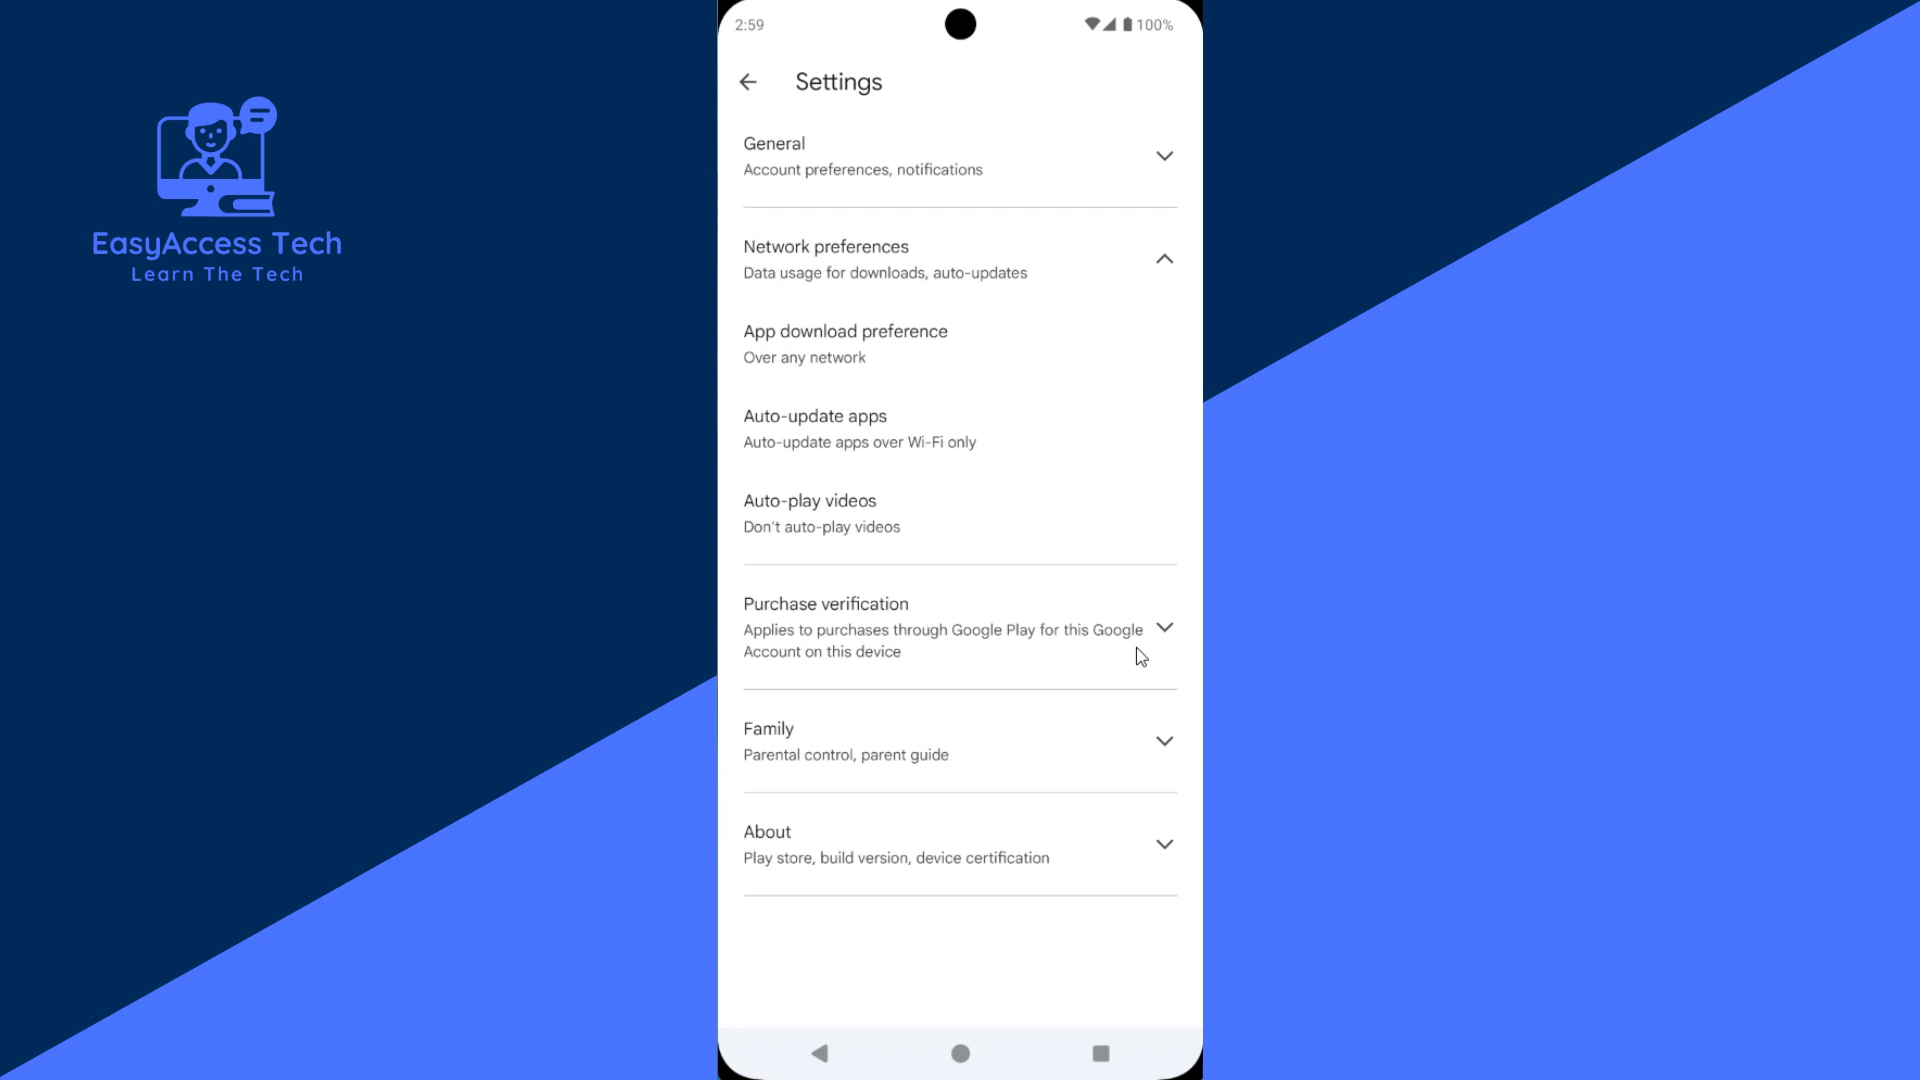 EasyAccess Tech
Learn The Tech
2:59
100%
Settings
General
Account preferences, notifications
Network preferences
Data usage for downloads, auto-updates
App download preference
Over any network
Auto-update apps
Auto-update apps over Wi-Fi only
Auto-play videos
Don't auto-play videos
Purchase verification
Applies to purchases through Google Play for this Google
Account on this device
Family
Parental control, parent guide
About
Play store, build version, device certification